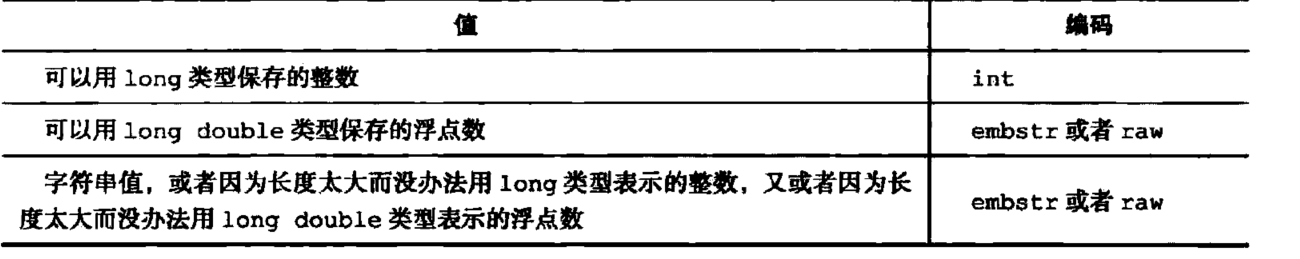 值 编码
可以用 long 类型保存的整数 int
可以用 long double 类型保存的浮点数 embstr 或者 raw
字符串值，或者因为长度太大而没办法用 long 类型表示的整数，又或者因为长
度太大而没办法用 long double 类型表示的浮点数 embstr 或者 raw